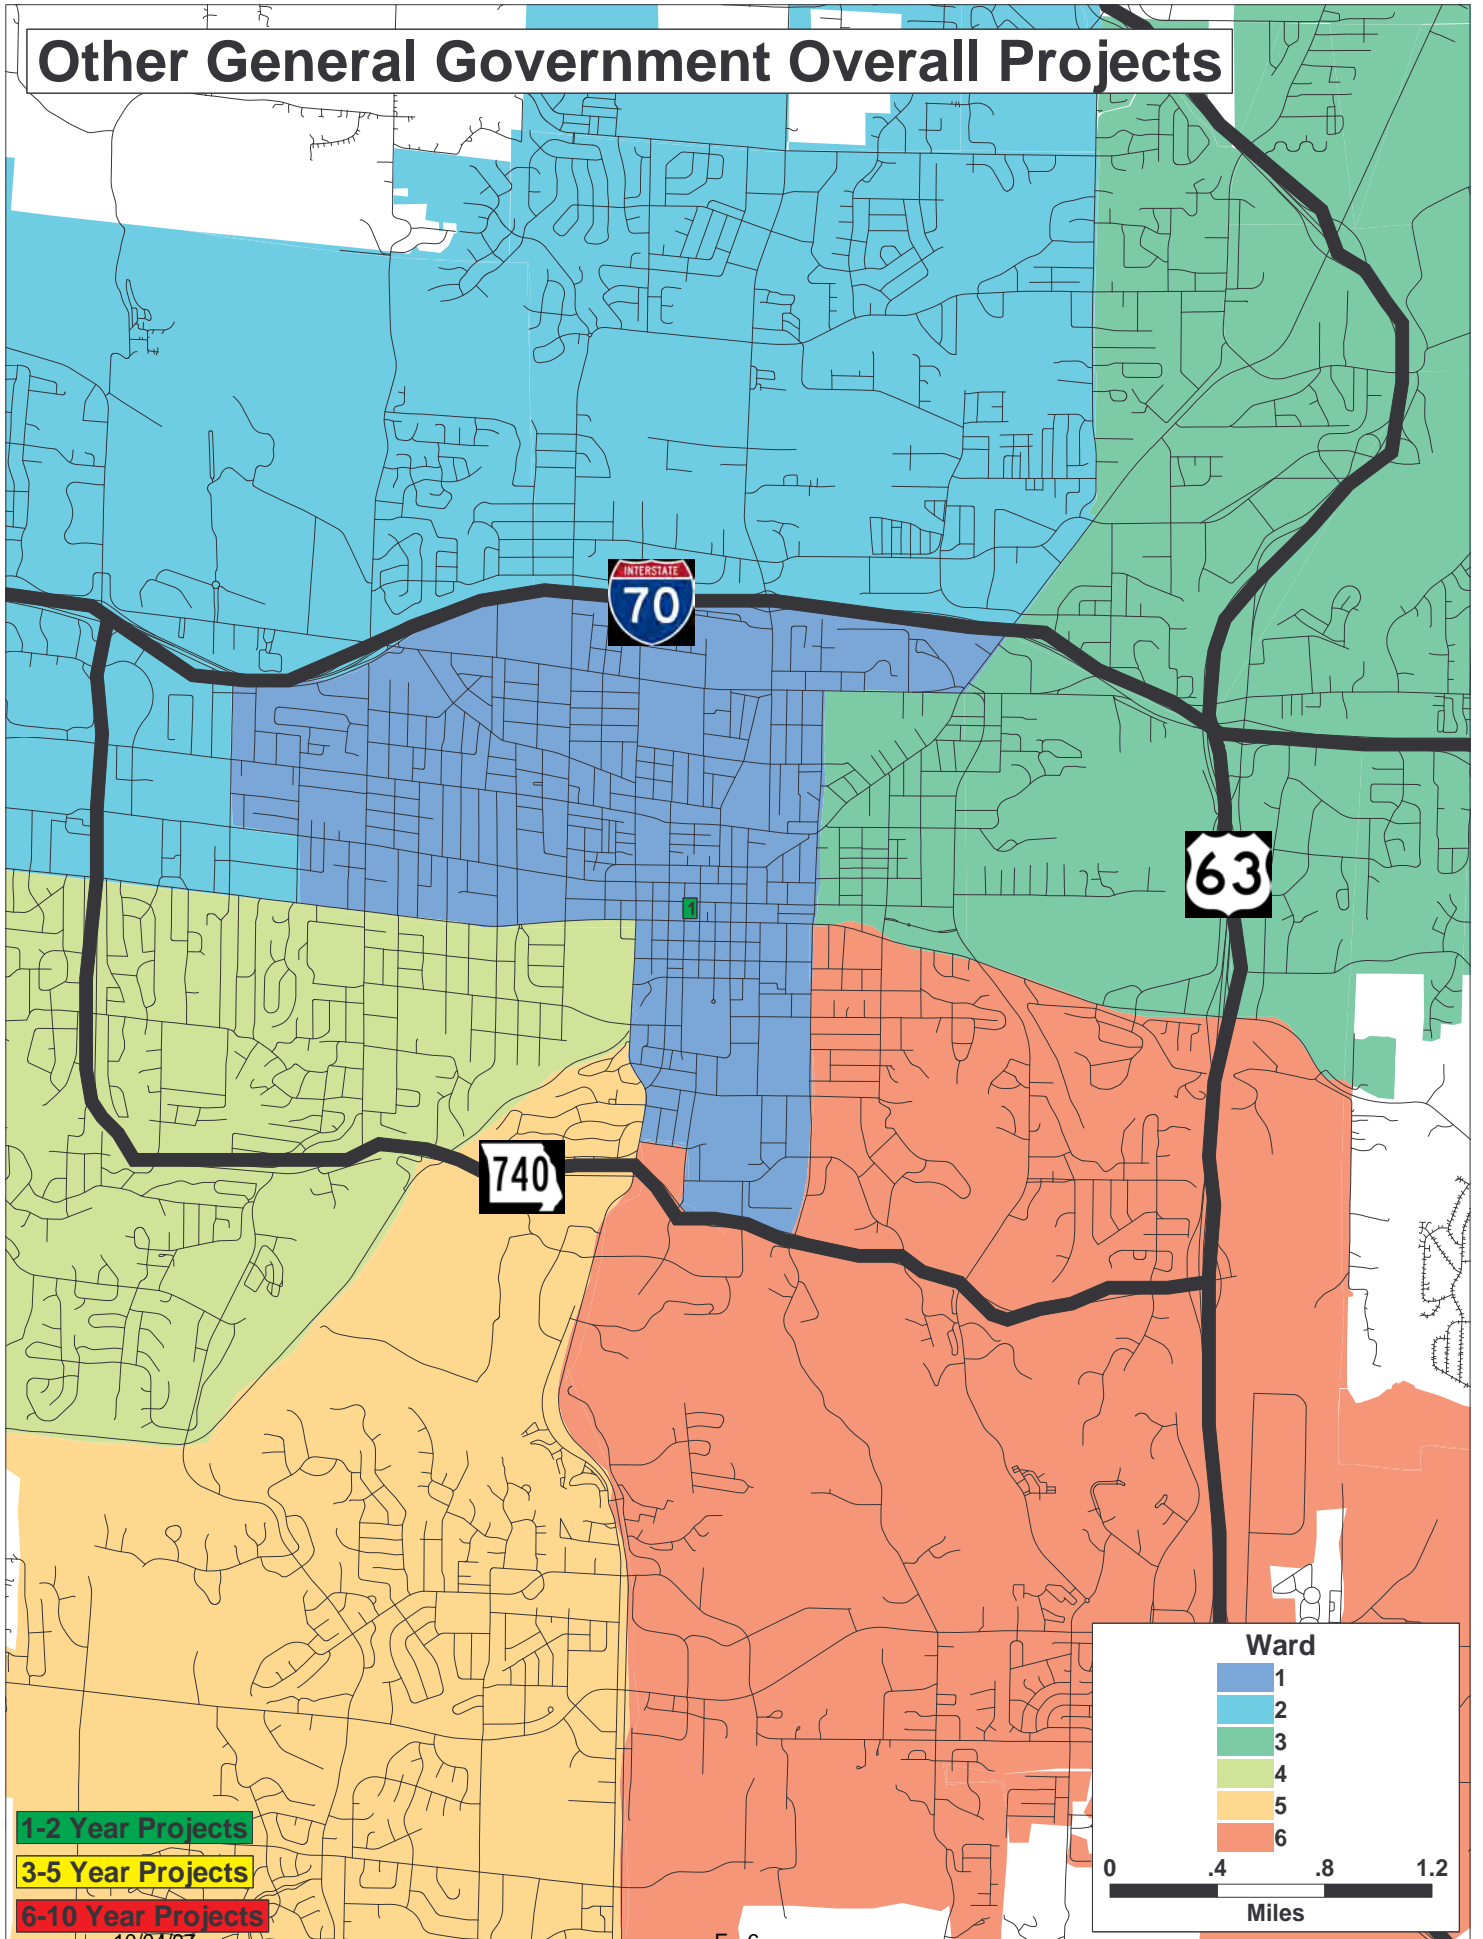 Other General Government Overall Projects
INTERSTATE
70
63
1
740
Ward
1
2
3
4
5
6
0 .4 .8 1.2
Miles
1-2 Year Projects
3-5 Year Projects
6-10 Year Projects